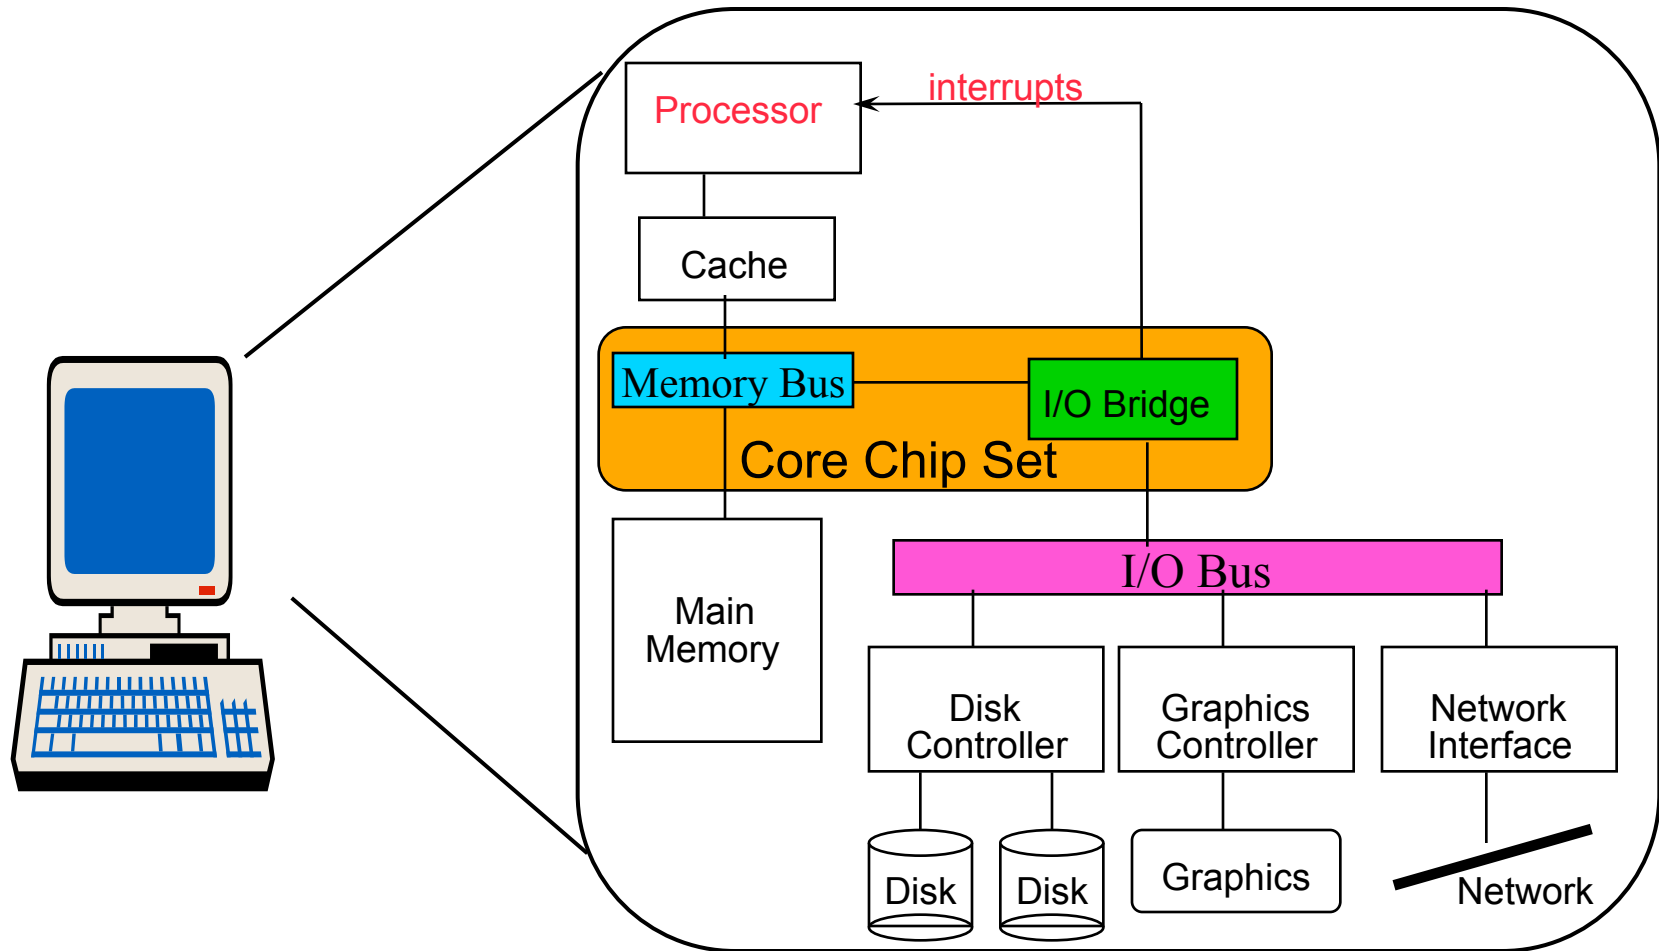 interrupts
Processor
Cache
Memory Bus
I/O Bridge
Core Chip Set
I/O Bus
Main
Memory
Disk
Controller
Graphics
Controller
Network
Interface
Disk
Disk
Graphics
Network